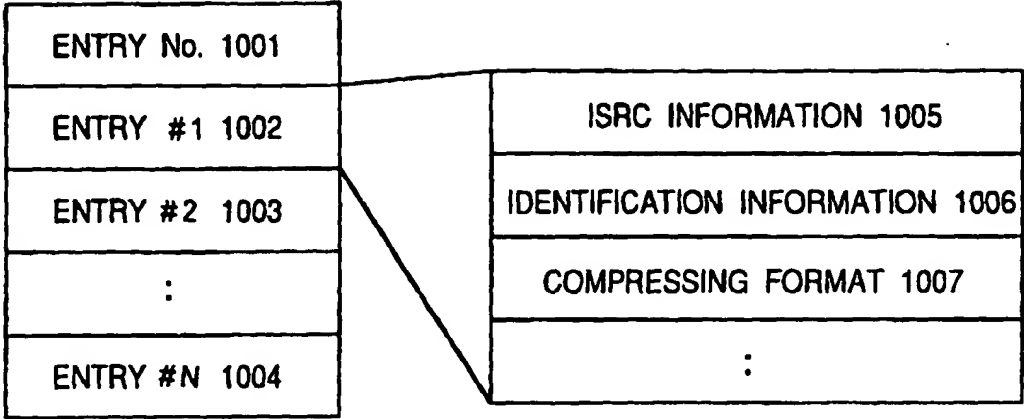 ENTRY No. 1001
ENTRY #1 1002
ENTRY #2 1003
:
ENTRY #N 1004
ISRC INFORMATION 1005
IDENTIFICATION INFORMATION 1006
COMPRESSING FORMAT 1007
: